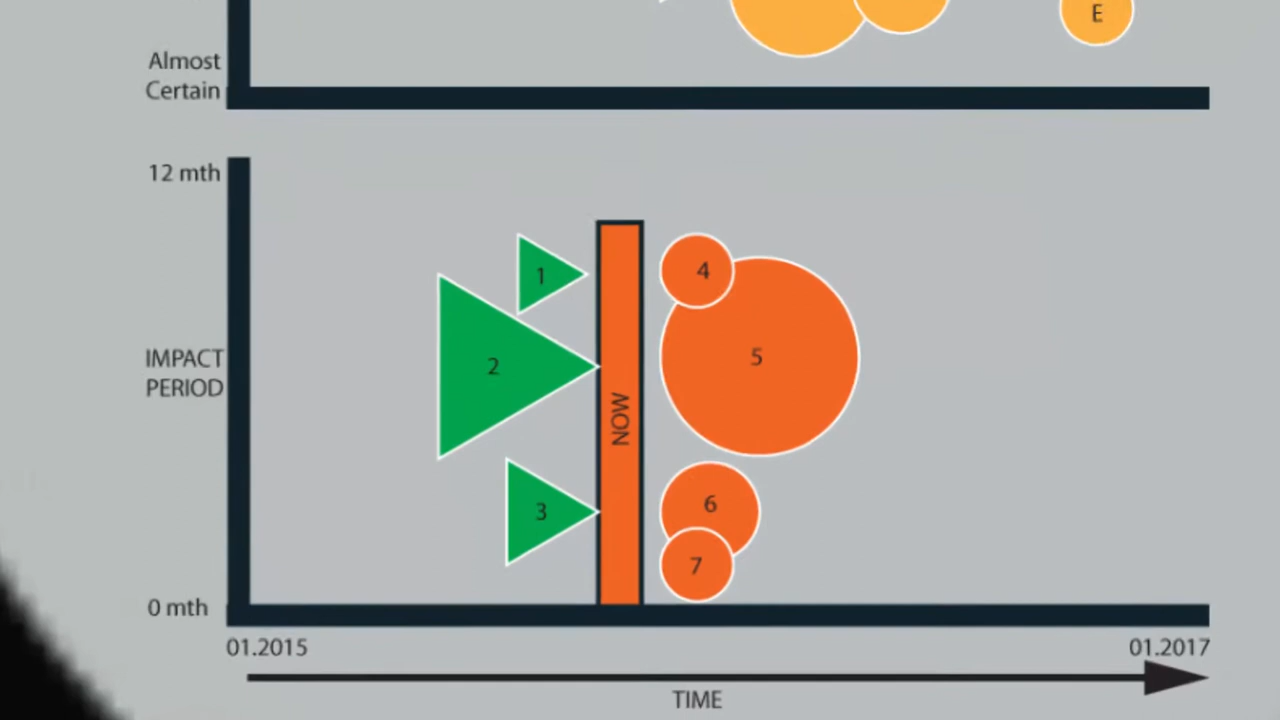 E
Almost
Certain
12 mth
1
4
2
5
IMPACT
PERIOD
NOW
3
6
7
0 mth
01.2015
01.2017
TIME